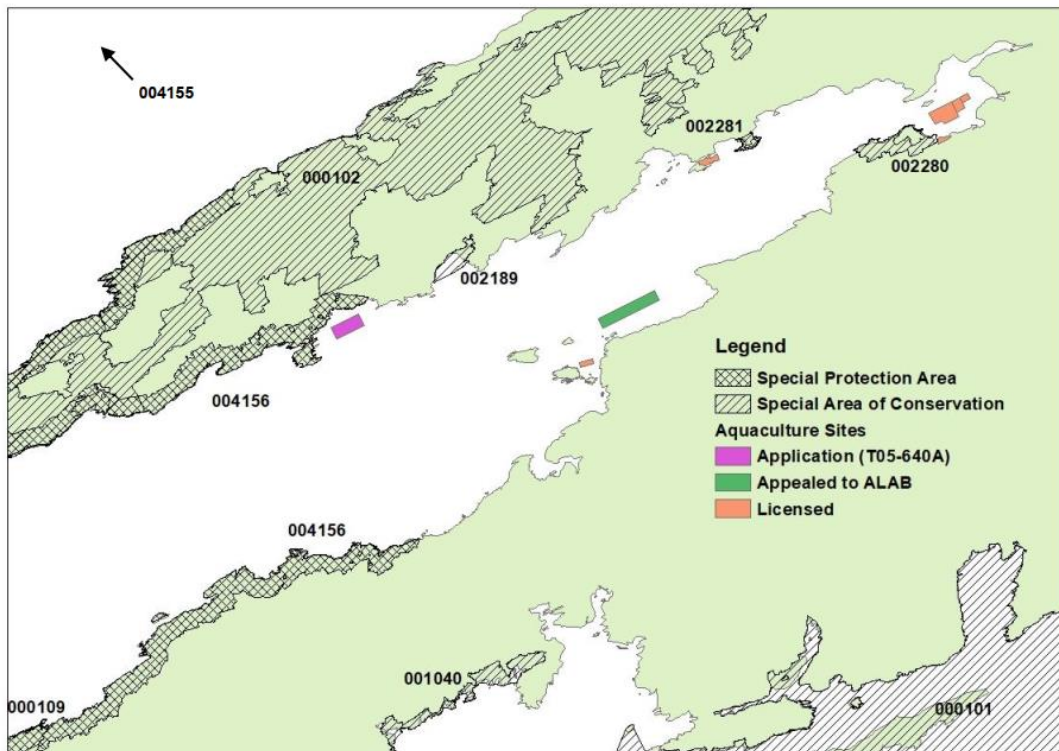 004155
002281
000102
002280
002189
Legend
Special Protection Area
004156
Special Area of Conservation
Aquaculture Sites
Application (T05-640A)
Appealed to ALAB
Licensed
004156
001040
000109
000101